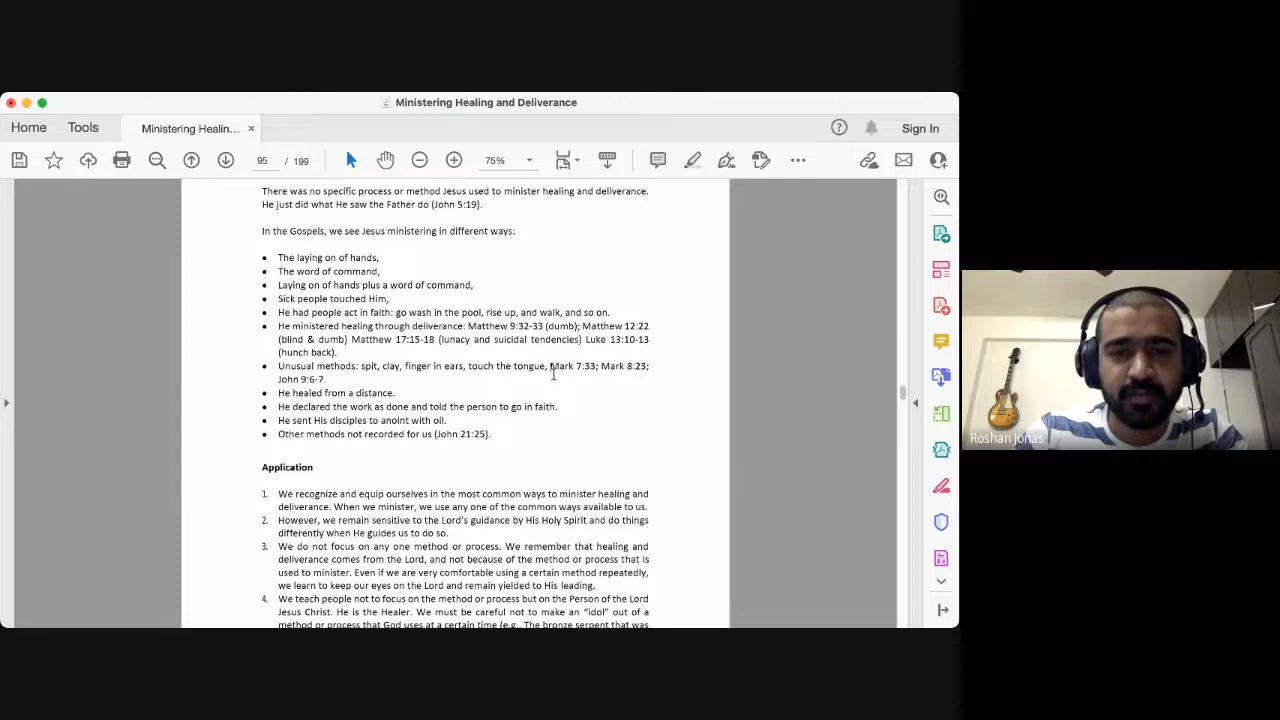 Ministering Healing and Deliverance
Home Tools Ministering Healin... × Sign In
95 / 199 75%
There was no specific process or method Jesus used to minister healing and deliverance.
He just did what He saw the Father do (John 5:19).
In the Gospels, we see Jesus ministering in different ways:
• The laying on of hands,
• The word of command,
• Laying on of hands plus a word of command,
• Sick people touched Him,
• He had people act in faith: go wash in the pool, rise up, and walk, and so on.
• He ministered healing through deliverance: Matthew 9:32-33 (dumb); Matthew 12:22
(blind & dumb) Matthew 17:15-18 (lunacy and suicidal tendencies) Luke 13:10-13
(hunch back).
• Unusual methods: spit, clay, finger in ears, touch the tongue, Mark 7:33; Mark 8:23;
John 9:6-7.
• He healed from a distance.
• He declared the work as done and told the person to go in faith.
• He sent His disciples to anoint with oil.
• Other methods not recorded for us (John 21:25).
Application
1. We recognize and equip ourselves in the most common ways to minister healing and
deliverance. When we minister, we use any one of the common ways available to us.
2. However, we remain sensitive to the Lord's guidance by His Holy Spirit and do things
differently when He guides us to do so.
3. We do not focus on any one method or process. We remember that healing and
deliverance comes from the Lord, and not because of the method or process that is
used to minister. Even if we are very comfortable using a certain method repeatedly,
we learn to keep our eyes on the Lord and remain yielded to His leading.
4. We teach people not to focus on the method or process but on the Person of the Lord
Jesus Christ. He is the Healer. We must be careful not to make an "idol" out of a
method or process that God uses at a certain time (e.g., The bronze serpent that was
Roshan Jonas